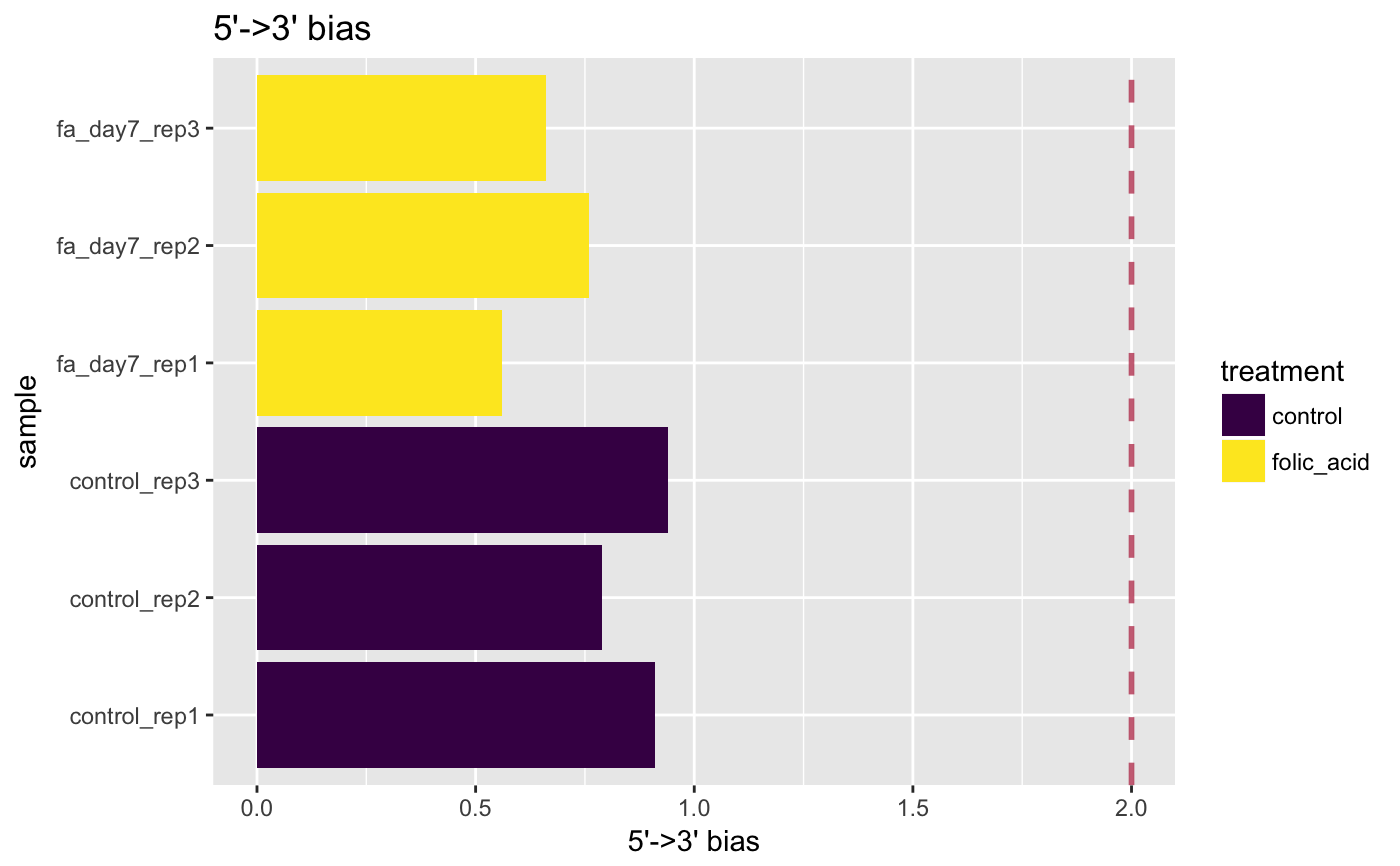 5'->3' bias
fa_day7_rep3
fa_day7_rep2
fa_day7_rep1
control_rep3
control_rep2
control_rep1
sample
0.0 0.5 1.0 1.5 2.0
5'->3' bias
treatment
control
folic_acid